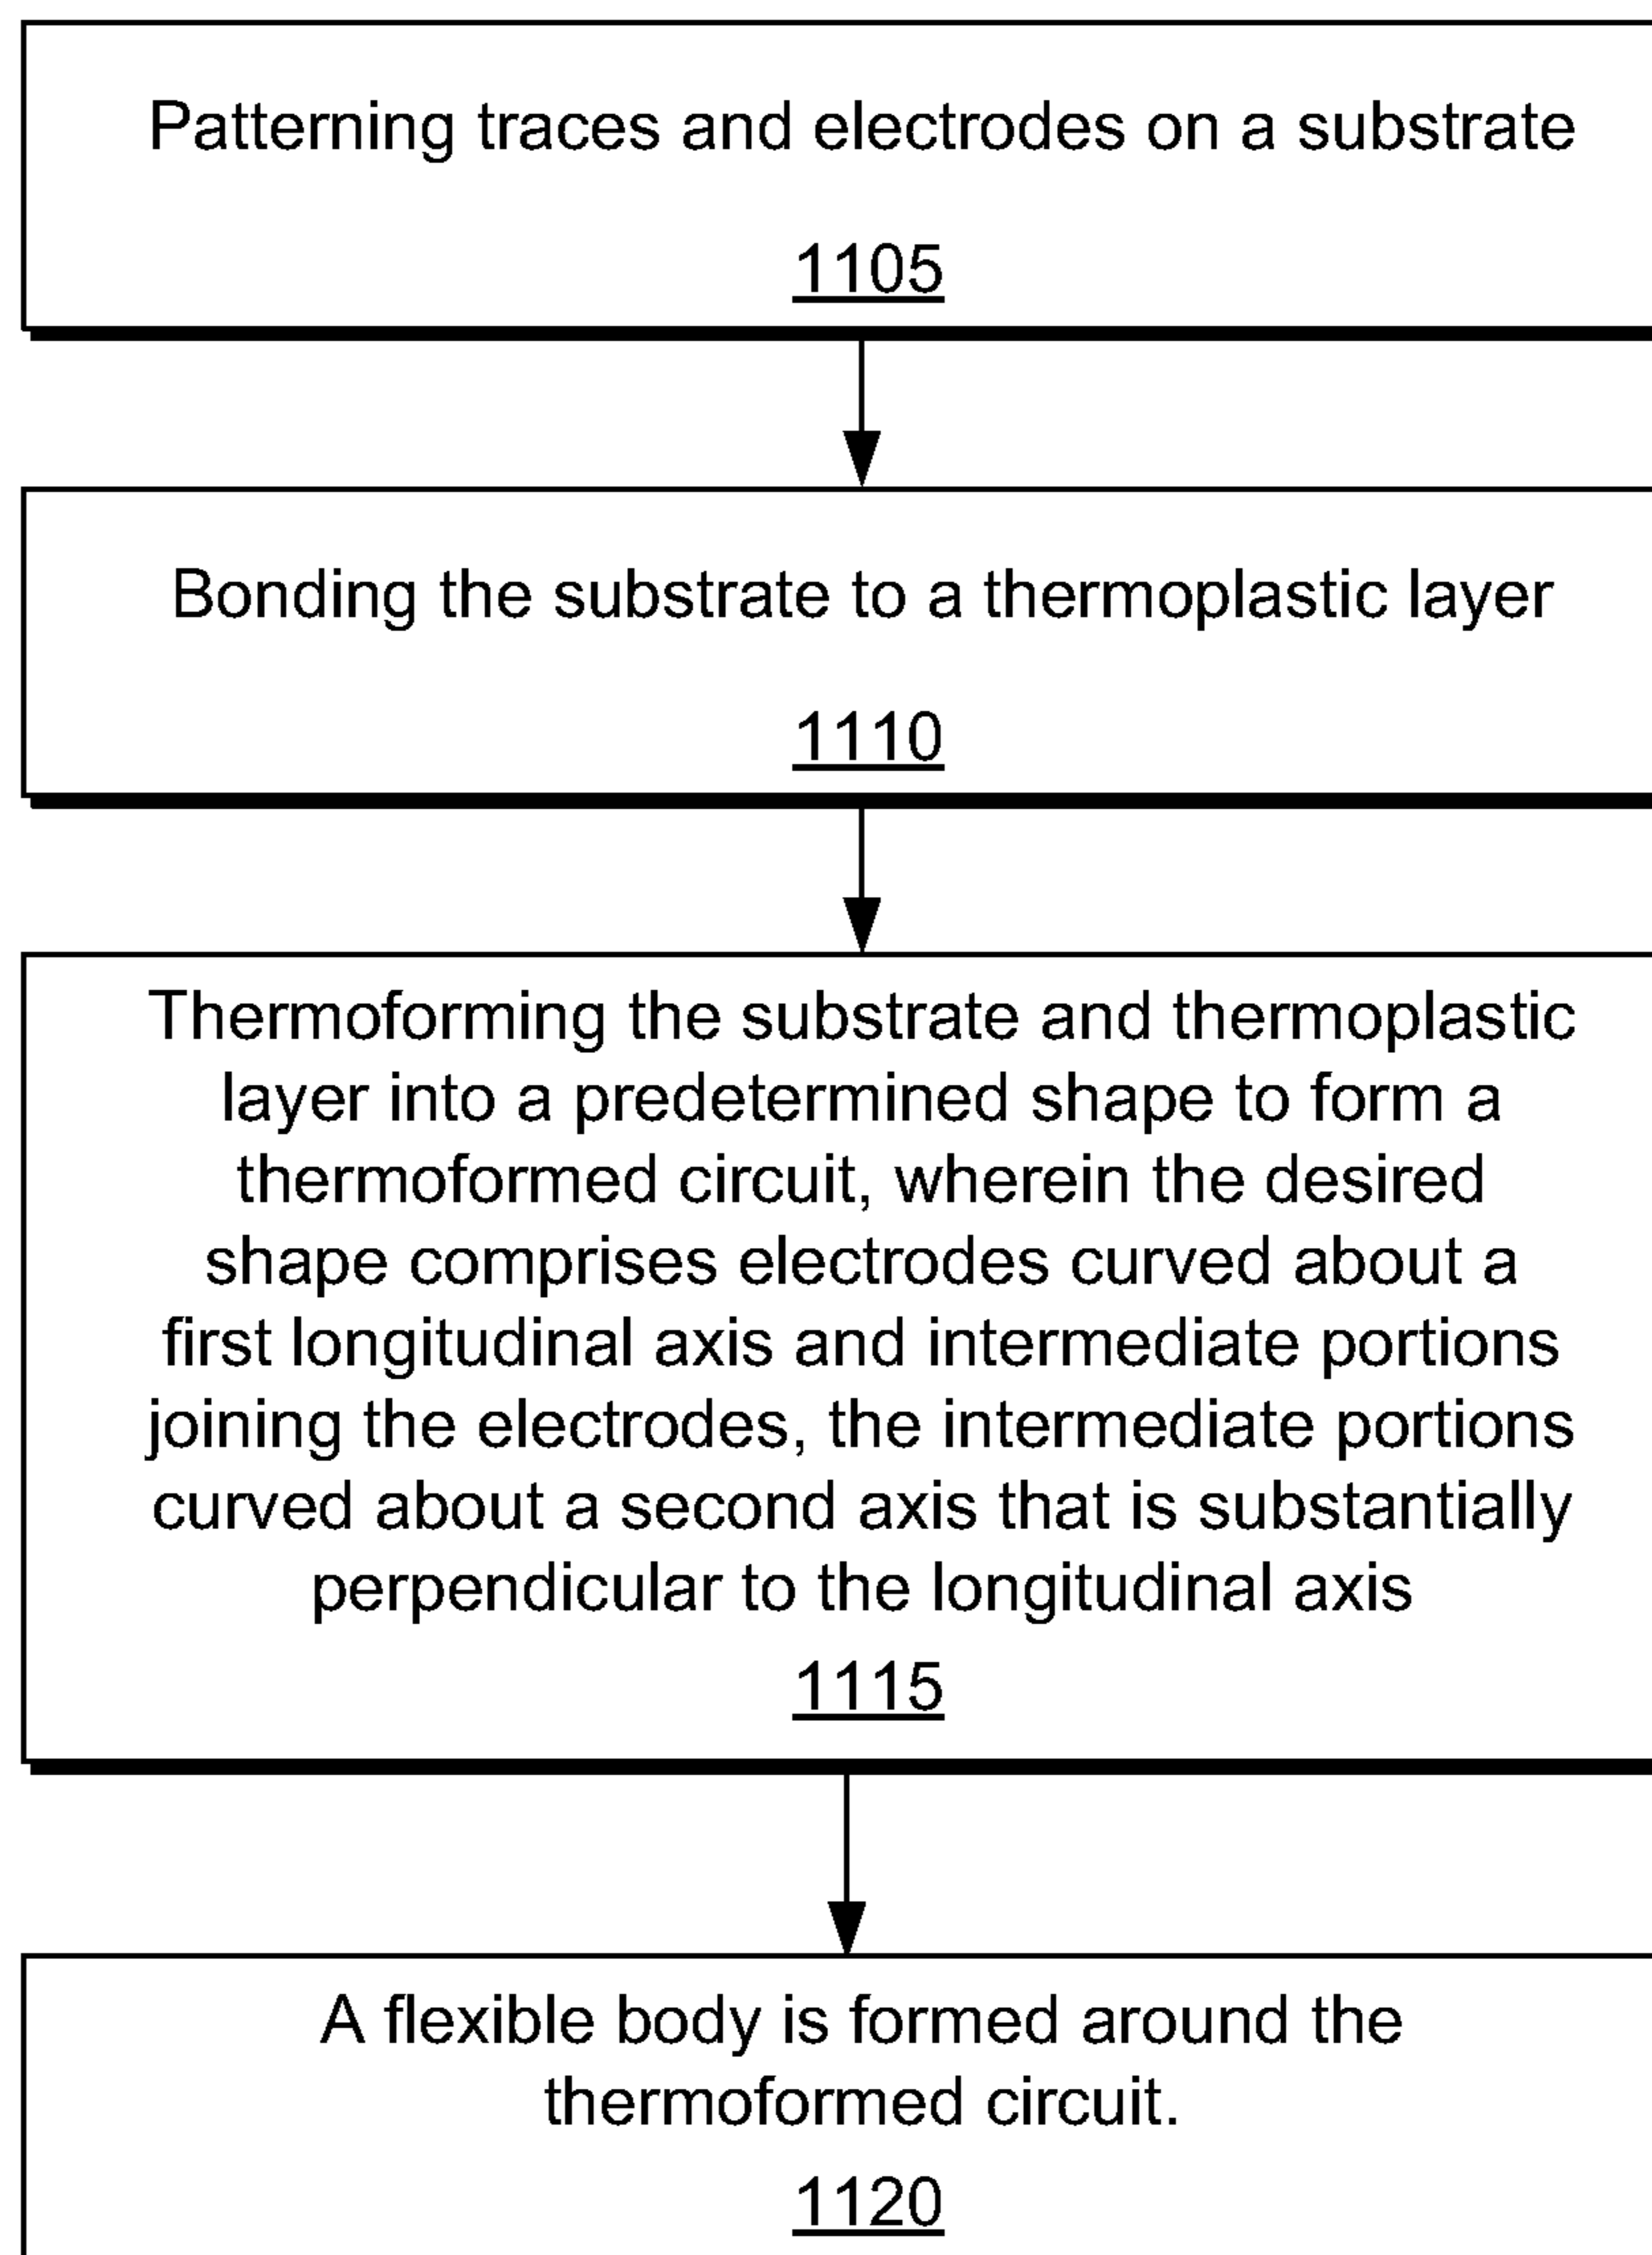 Patterning traces and electrodes on a substrate
1105
Bonding the substrate to a thermoplastic layer
1110
Thermoforming the substrate and thermoplastic
layer into a predetermined shape to form a
thermoformed circuit, wherein the desired
shape comprises electrodes curved about a
first longitudinal axis and intermediate portions
joining the electrodes, the intermediate portions
curved about a second axis that is substantially
perpendicular to the longitudinal axis
1115
A flexible body is formed around the
thermoformed circuit.
1120